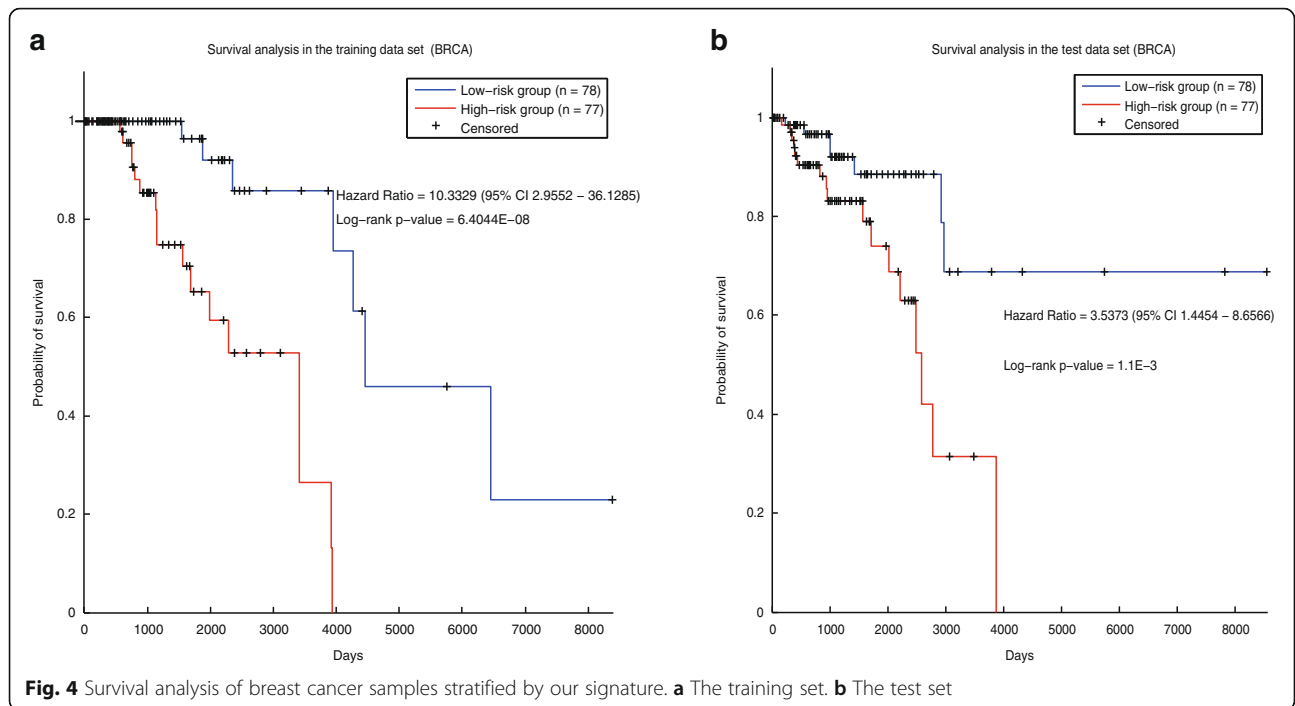 a
Survival analysis in the training data set (BRCA)
Low−risk group (n = 78)
High−risk group (n = 77)
Censored
Hazard Ratio = 10.3329 (95% CI 2.9552 − 36.1285)
Log−rank p−value = 6.4044E−08
Probability of survival
1
0.8
0.6
0.4
0.2
0
0 1000 2000 3000 4000 5000 6000 7000 8000
Days
b
Survival analysis in the test data set (BRCA)
Low−risk group (n = 78)
High−risk group (n = 77)
Censored
Hazard Ratio = 3.5373 (95% CI 1.4454 − 8.6566)
Log−rank p−value = 1.1E−3
Probability of survival
1
0.8
0.6
0.4
0.2
0
0 1000 2000 3000 4000 5000 6000 7000 8000
Days
Fig. 4 Survival analysis of breast cancer samples stratified by our signature. a The training set. b The test set